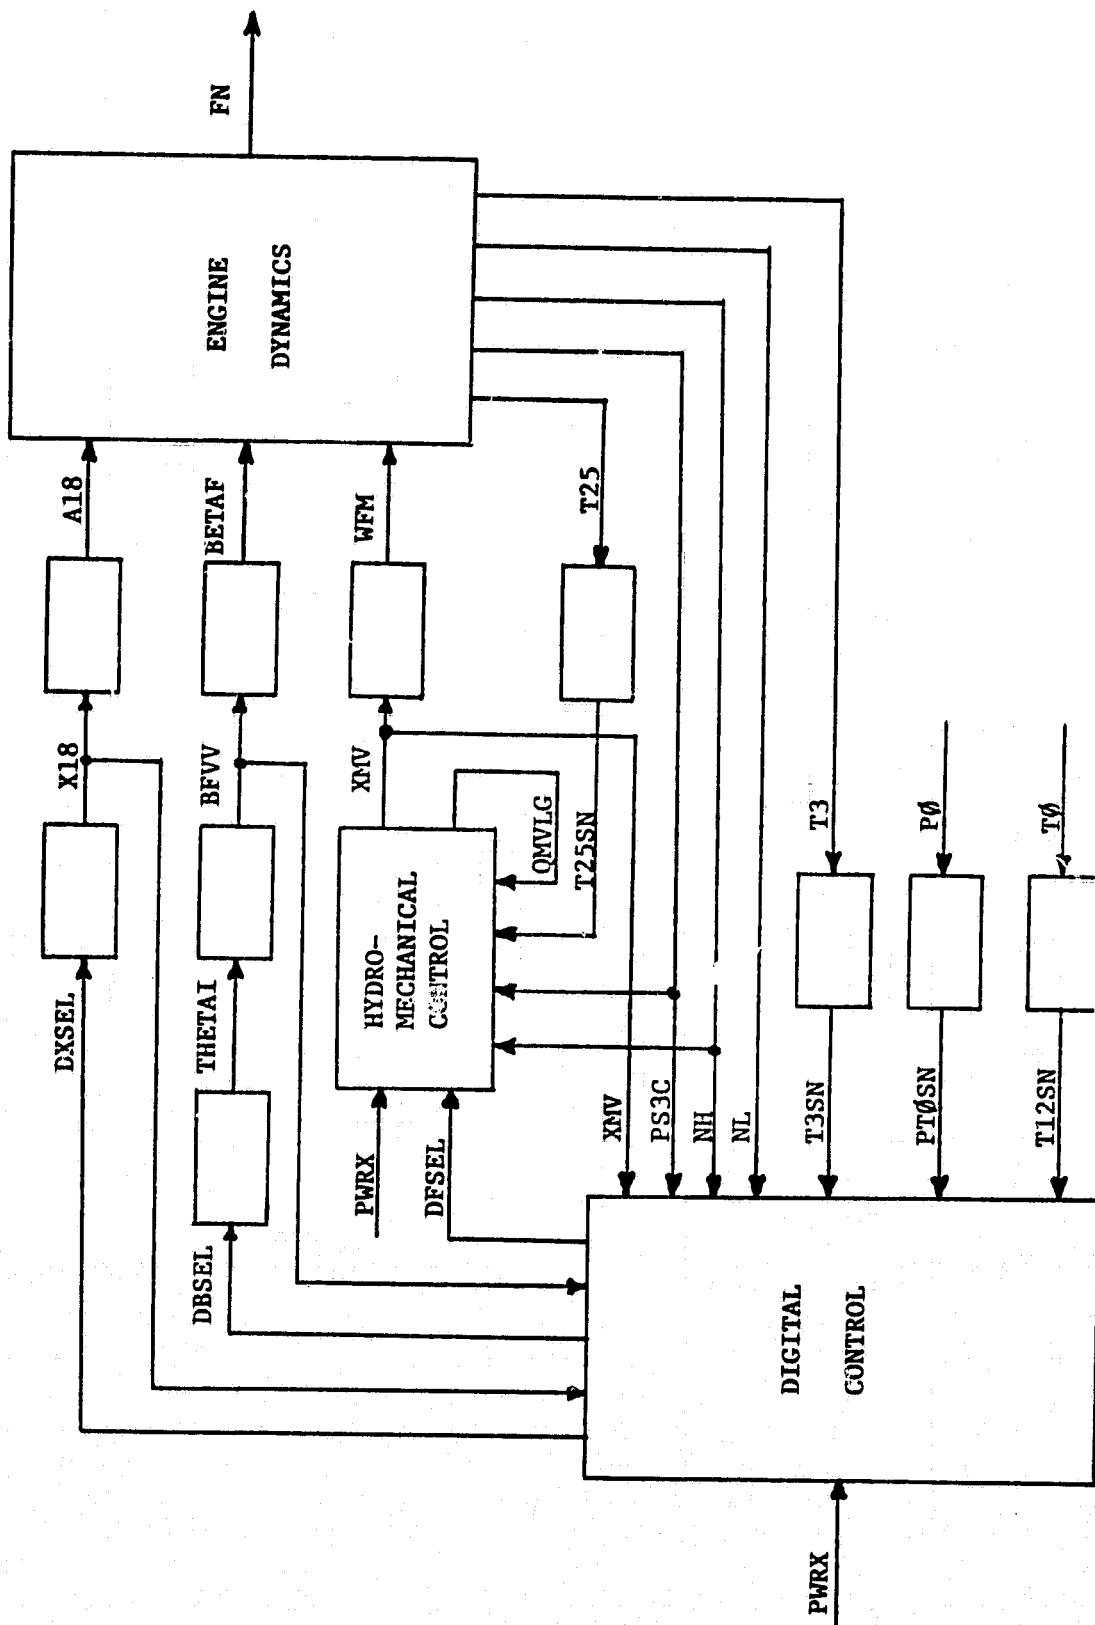 FN
A18
BETAF
WFM
T25
ENGINE
DYNAMICS
X18
BFVV
XMV
QMVLG
T25SN
T3
PØ
TØ
DXSEL
THETAI
HYDRO-
MECHANICAL
CONTROL
DBSEL
PWRX
DFSEL
XMV
PS3C
NH
NL
T3SN
PTØSN
T12SN
DIGITAL
CONTROL
PWRX